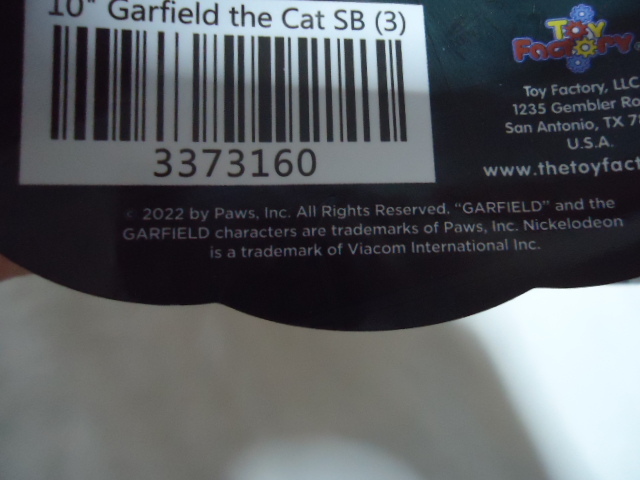 10" Garfield the Cat SB (3)
3373160
TOY
FACTORY
Toy Factory, LLC
1235 Gembler Ro
San Antonio, TX 7
U.S.A.
www.thetoyfact
© 2022 by Paws, Inc. All Rights Reserved. "GARFIELD" and the
GARFIELD characters are trademarks of Paws, Inc. Nickelodeon
is a trademark of Viacom International Inc.